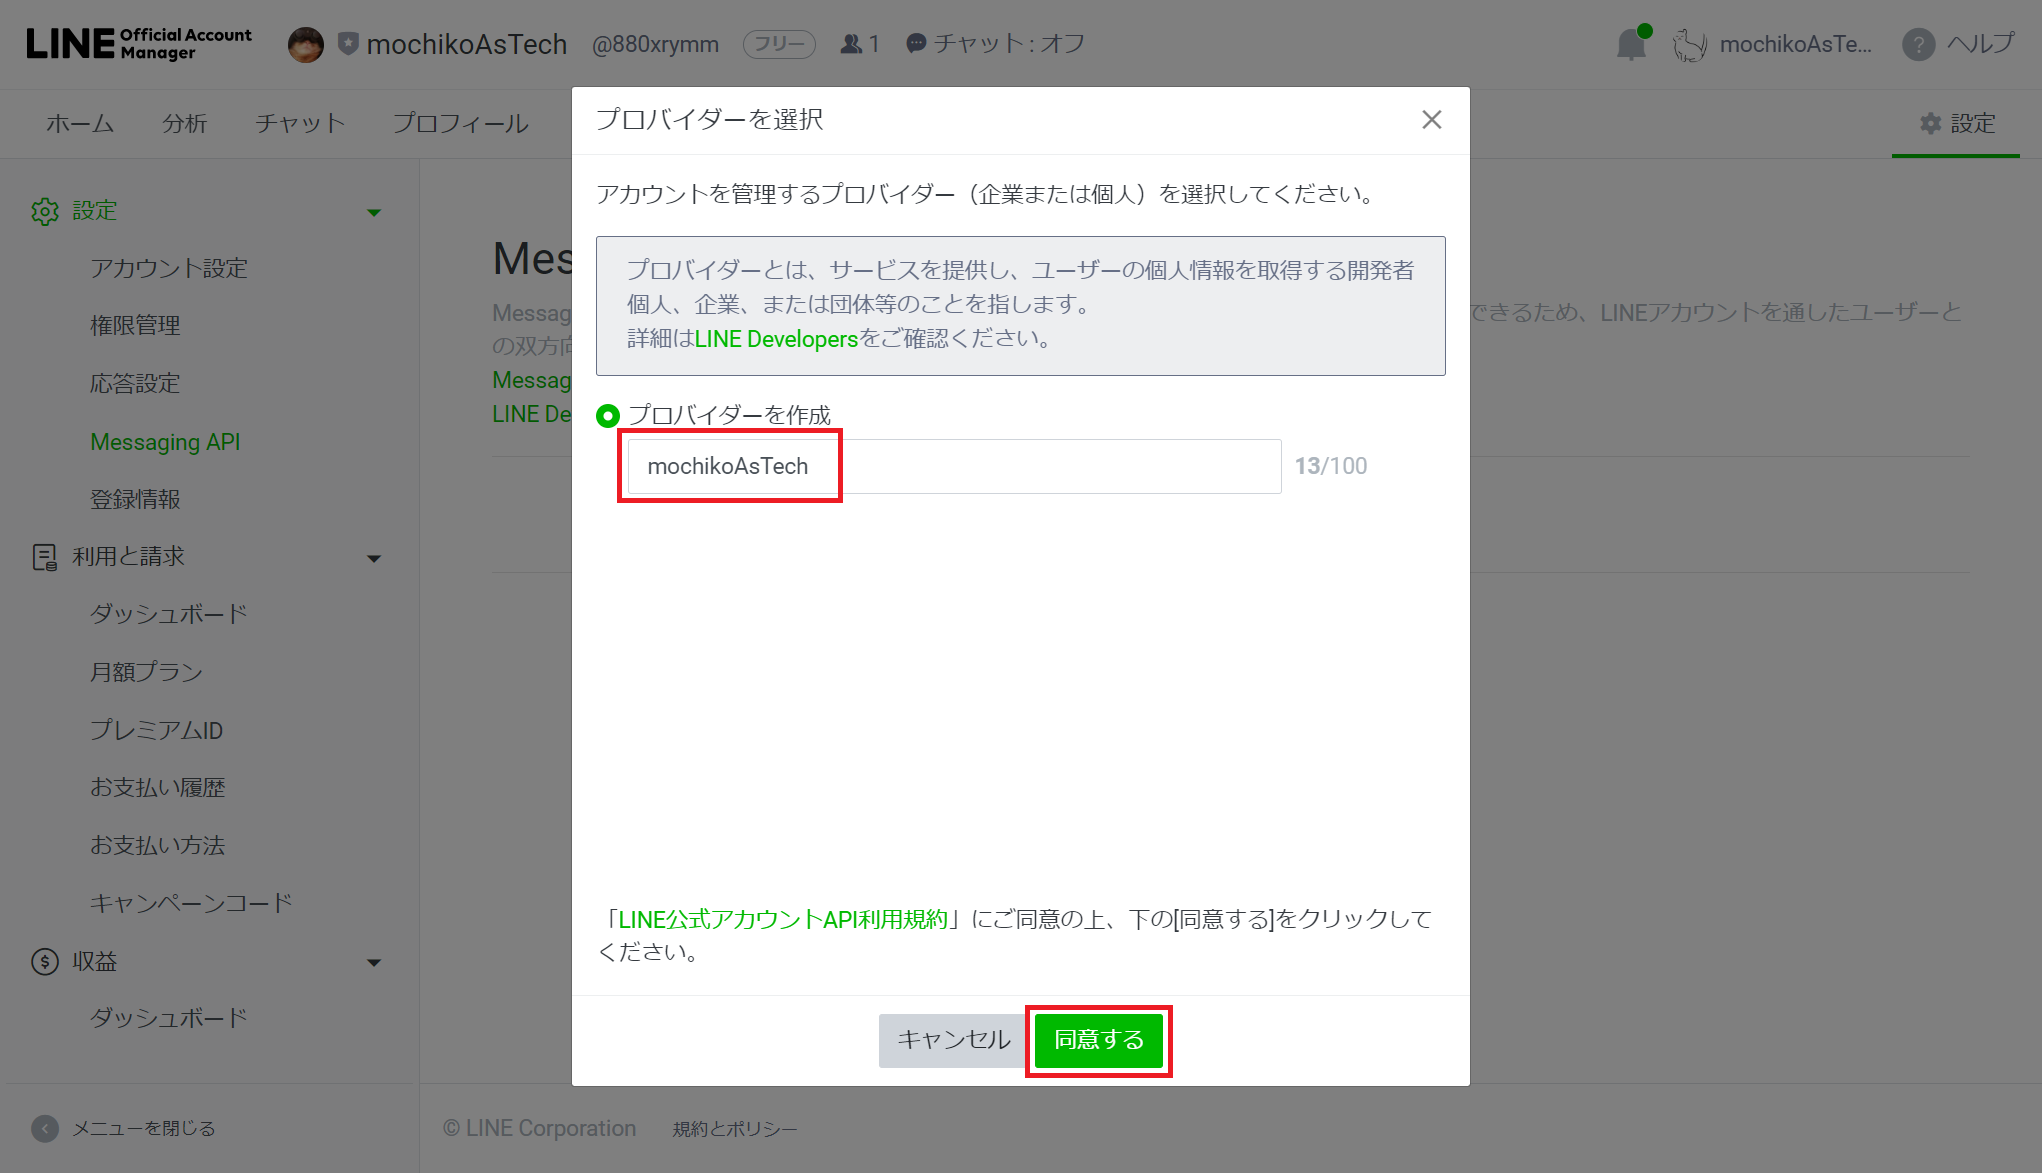 LINE Official Account Manager
mochikoAsTech @880xrymm フリー 1 チャット : オフ
mochikoAsTe... ? ヘルプ
ホーム 分析 チャット プロフィール
設定
設定
アカウント設定
権限管理
応答設定
Messaging API
登録情報
利用と請求
ダッシュボード
月額プラン
プレミアムID
お支払い履歴
お支払い方法
キャンペーンコード
収益
ダッシュボード
メニューを閉じる
Mes
Messag
できるため、LINEアカウントを通したユーザーと
の双方向
Messag
LINE De
プロバイダーを選択
アカウントを管理するプロバイダー（企業または個人）を選択してください。
プロバイダーとは、サービスを提供し、ユーザーの個人情報を取得する開発者
個人、企業、または団体等のことを指します。
詳細はLINE Developersをご確認ください。
プロバイダーを作成
mochikoAsTech 13/100
「LINE公式アカウントAPI利用規約」にご同意の上、下の[同意する]をクリックして
ください。
キャンセル 同意する
© LINE Corporation 規約とポリシー